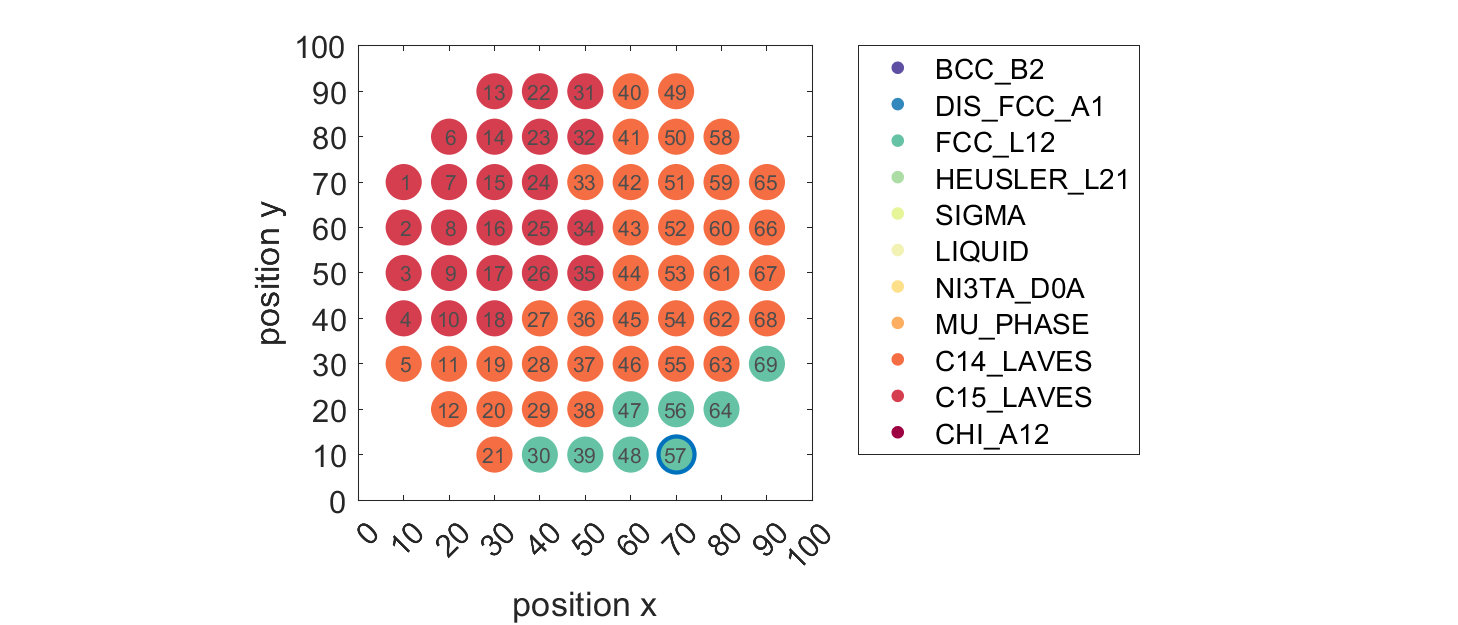 100
90
80
70
60
50
40
30
20
10
0
position y
13 22 31 40 49
6 14 23 32 41 50 58
1 7 15 24 33 42 51 59 65
2 8 16 25 34 43 52 60 66
3 9 17 26 35 44 53 61 67
4 10 18 27 36 45 54 62 68
5 11 19 28 37 46 55 63 69
12 20 29 38 47 56 64
21 30 39 48 57
0 10 20 30 40 50 60 70 80 90 100
position x
BCC_B2
DIS_FCC_A1
FCC_L12
HEUSLER_L21
SIGMA
LIQUID
NI3TA_D0A
MU_PHASE
C14_LAVES
C15_LAVES
CHI_A12